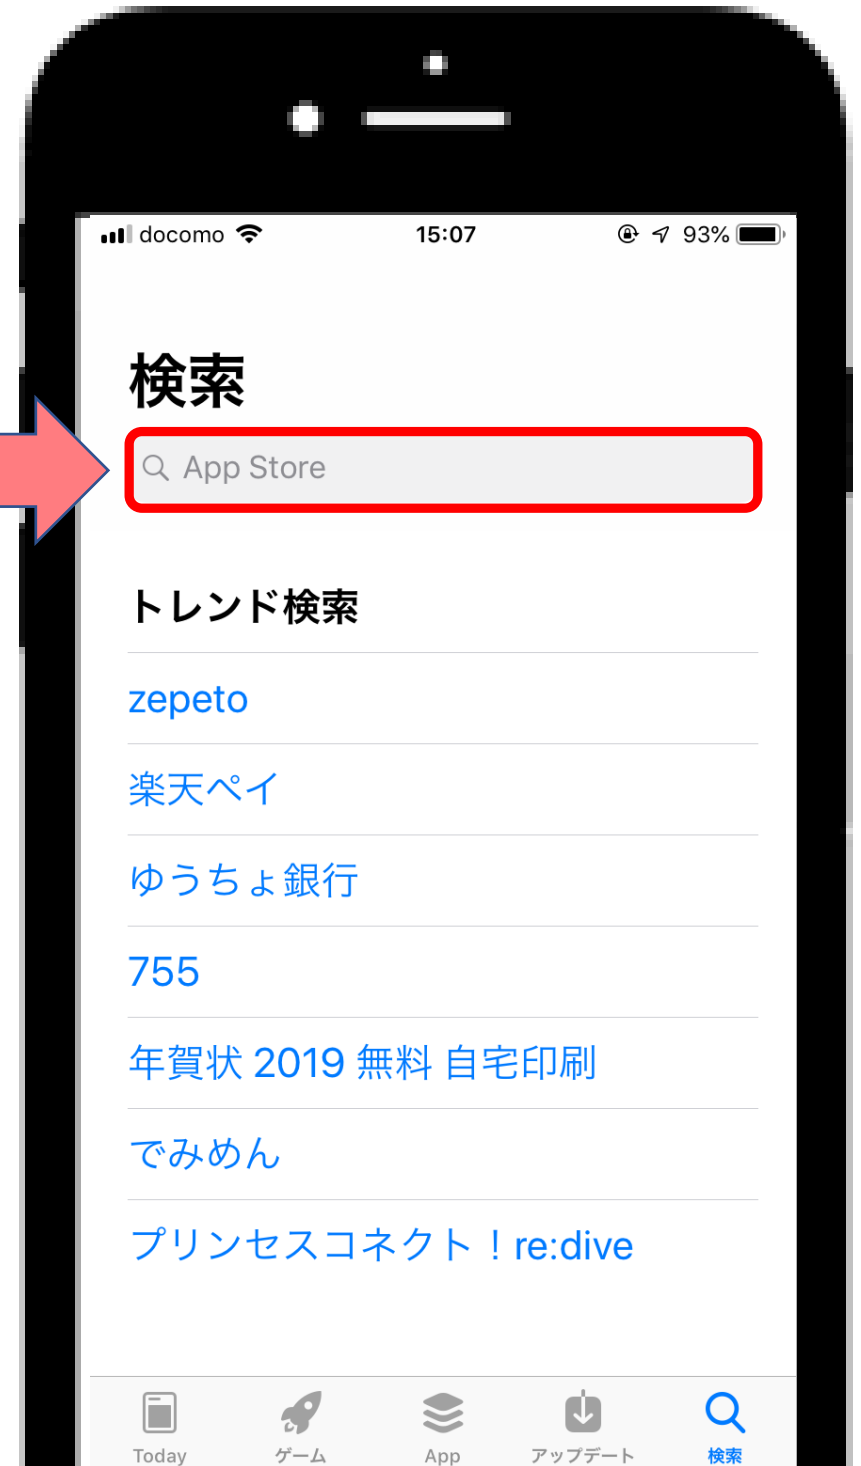 docomo 15:07 93%
検索
App Store
トレンド検索
zepeto
楽天ペイ
ゆうちょ銀行
755
年賀状 2019 無料 自宅印刷
でみめん
プリンセスコネクト！re:dive
Today ゲーム App アップデート 検索